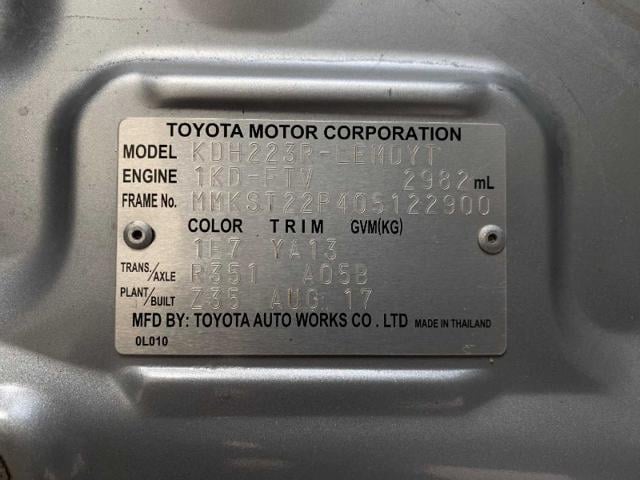 TOYOTA MOTOR CORPORATION
MODEL KDH223R-LEMDYT
ENGINE 1KD-FTV 2982 mL
FRAME No. MMKST22P405122900
COLOR TRIM GVM(KG)
1E7 YA13
TRANS./AXLE R351 A05B
PLANT/BUILT Z35 AUG 17
MFD BY: TOYOTA AUTO WORKS CO . LTD MADE IN THAILAND
0L010